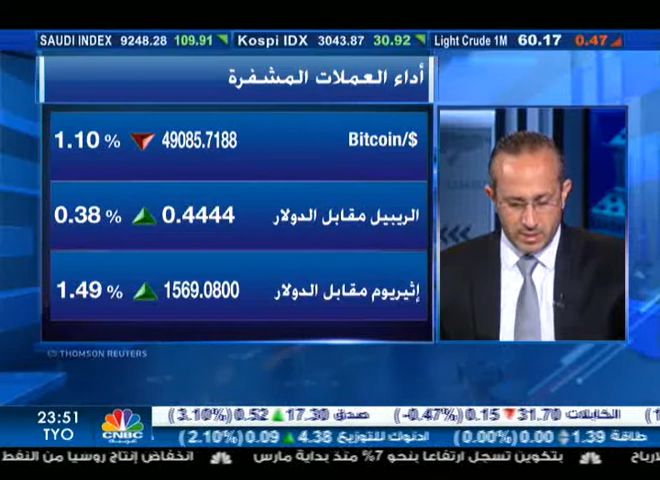 SAUDI INDEX 9248.28 109.91 Kospi IDX 3043.87 30.92 Light Crude 1M 60.17 0.47
أداء العملات المشفرة
Bitcoin/$ 49085.7188 1.10 %
الريبيل مقابل الدولار 0.4444 0.38 %
إثيريوم مقابل الدولار 1569.0800 1.49 %
THOMSON REUTERS
23:51
TYO
CNBC
عربية
الكابلات 31.70 0.15 (-0.47%) صدق 17.30 0.52 (3.10%)
طاقة 1.39 0.00 (0.00%) ادنوك للتوزيع 4.38 0.09 (2.10%)
بتكوين تسجل ارتفاعا بنحو 7% منذ بداية مارس انخفاض إنتاج روسيا من النفط